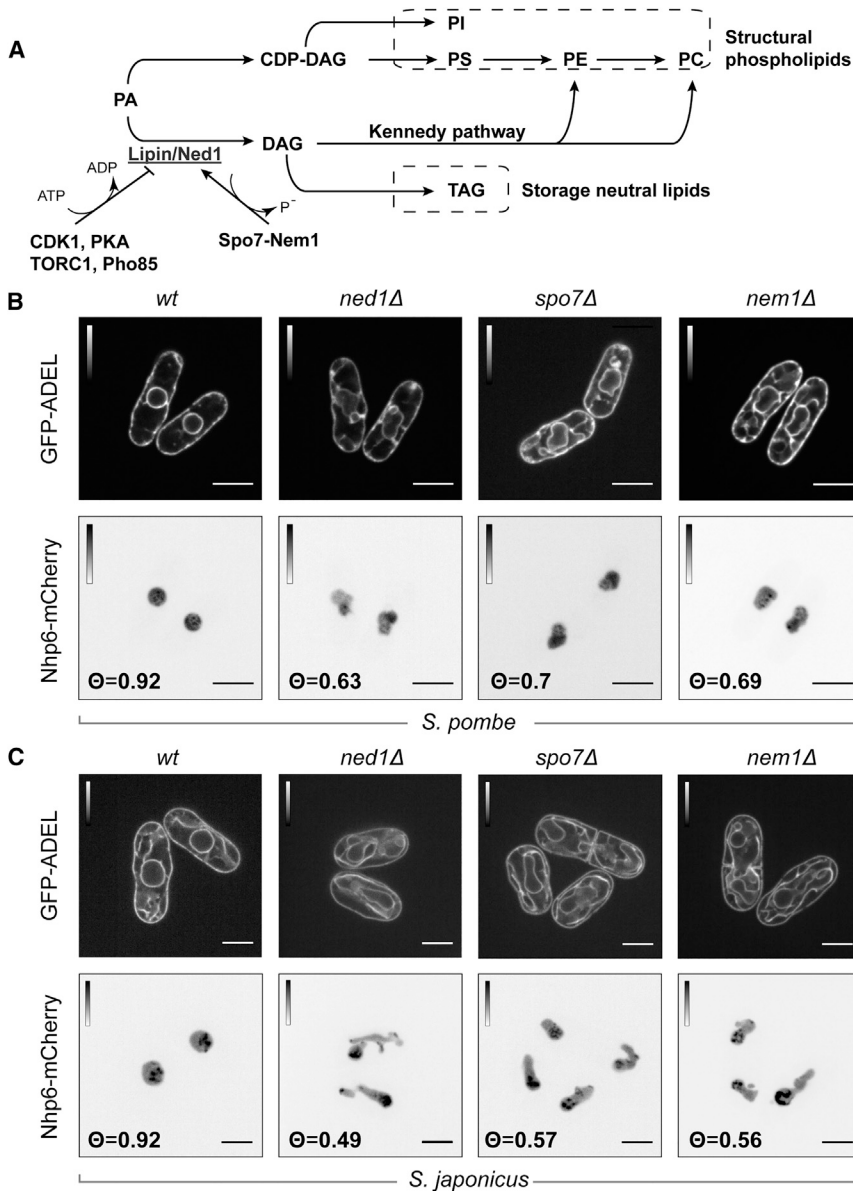 A
PI
Structural
phospholipids
CDP-DAG
PS
PE
PC
PA
Kennedy pathway
Lipin/Ned1
DAG
ADP
ATP
P-
TAG
Storage neutral lipids
CDK1, PKA
TORC1, Pho85
Spo7-Nem1
B
wt
ned1Δ
spo7Δ
nem1Δ
GFP-ADEL
Nhp6-mCherry
Θ=0.92
Θ=0.63
Θ=0.7
Θ=0.69
S. pombe
C
wt
ned1Δ
spo7Δ
nem1Δ
GFP-ADEL
Nhp6-mCherry
Θ=0.92
Θ=0.49
Θ=0.57
Θ=0.56
S. japonicus